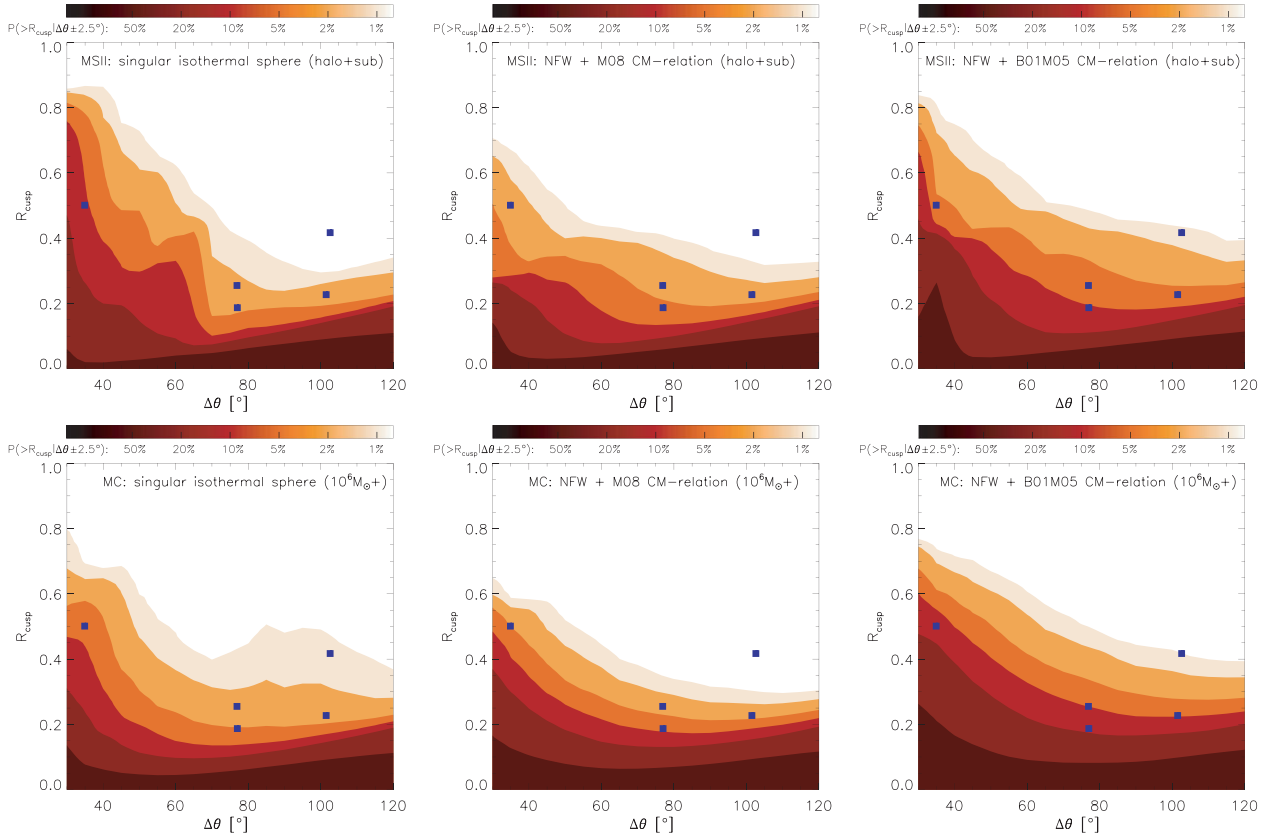 P(>R_cusp|Δθ±2.5°): 50% 20% 10% 5% 2% 1%
MSII: singular isothermal sphere (halo+sub)
1.0
0.8
0.6
0.4
0.2
0.0
R_cusp
40 60 80 100 120
Δθ [°]
P(>R_cusp|Δθ±2.5°): 50% 20% 10% 5% 2% 1%
MSII: NFW + M08 CM−relation (halo+sub)
1.0
0.8
0.6
0.4
0.2
0.0
R_cusp
40 60 80 100 120
Δθ [°]
P(>R_cusp|Δθ±2.5°): 50% 20% 10% 5% 2% 1%
MSII: NFW + B01M05 CM−relation (halo+sub)
1.0
0.8
0.6
0.4
0.2
0.0
R_cusp
40 60 80 100 120
Δθ [°]
P(>R_cusp|Δθ±2.5°): 50% 20% 10% 5% 2% 1%
MC: singular isothermal sphere (10⁶M☉+)
1.0
0.8
0.6
0.4
0.2
0.0
R_cusp
40 60 80 100 120
Δθ [°]
P(>R_cusp|Δθ±2.5°): 50% 20% 10% 5% 2% 1%
MC: NFW + M08 CM−relation (10⁶M☉+)
1.0
0.8
0.6
0.4
0.2
0.0
R_cusp
40 60 80 100 120
Δθ [°]
P(>R_cusp|Δθ±2.5°): 50% 20% 10% 5% 2% 1%
MC: NFW + B01M05 CM−relation (10⁶M☉+)
1.0
0.8
0.6
0.4
0.2
0.0
R_cusp
40 60 80 100 120
Δθ [°]